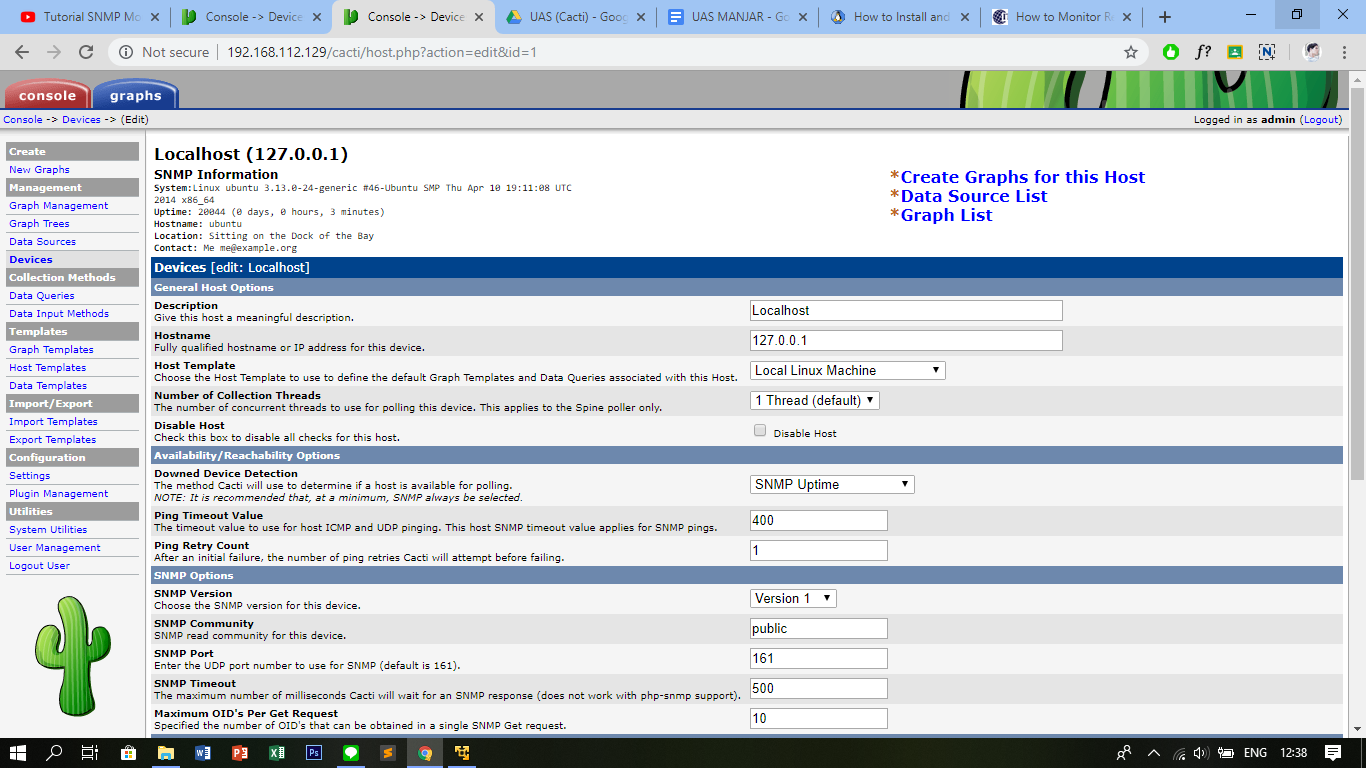 Tutorial SNMP Mo
Console -> Device
Console -> Device
UAS (Cacti) - Goog
UAS MANJAR - Go
How to Install and
How to Monitor R
Not secure
192.168.112.129/cacti/host.php?action=edit&id=1
f?
console
graphs
Console -> Devices -> (Edit)
Logged in as admin (Logout)
Create
New Graphs
Management
Graph Management
Graph Trees
Data Sources
Devices
Collection Methods
Data Queries
Data Input Methods
Templates
Graph Templates
Host Templates
Data Templates
Import/Export
Import Templates
Export Templates
Configuration
Settings
Plugin Management
Utilities
System Utilities
User Management
Logout User
Localhost (127.0.0.1)
SNMP Information
System:Linux ubuntu 3.13.0-24-generic #46-Ubuntu SMP Thu Apr 10 19:11:08 UTC
2014 x86_64
Uptime: 20044 (0 days, 0 hours, 3 minutes)
Hostname: ubuntu
Location: Sitting on the Dock of the Bay
Contact: Me me@example.org
*Create Graphs for this Host
*Data Source List
*Graph List
Devices [edit: Localhost]
General Host Options
Description
Give this host a meaningful description.
Localhost
Hostname
Fully qualified hostname or IP address for this device.
127.0.0.1
Host Template
Choose the Host Template to use to define the default Graph Templates and Data Queries associated with this Host.
Local Linux Machine
Number of Collection Threads
The number of concurrent threads to use for polling this device. This applies to the Spine poller only.
1 Thread (default)
Disable Host
Check this box to disable all checks for this host.
Disable Host
Availability/Reachability Options
Downed Device Detection
The method Cacti will use to determine if a host is available for polling.
NOTE: It is recommended that, at a minimum, SNMP always be selected.
SNMP Uptime
Ping Timeout Value
The timeout value to use for host ICMP and UDP pinging. This host SNMP timeout value applies for SNMP pings.
400
Ping Retry Count
After an initial failure, the number of ping retries Cacti will attempt before failing.
1
SNMP Options
SNMP Version
Choose the SNMP version for this device.
Version 1
SNMP Community
SNMP read community for this device.
public
SNMP Port
Enter the UDP port number to use for SNMP (default is 161).
161
SNMP Timeout
The maximum number of milliseconds Cacti will wait for an SNMP response (does not work with php-snmp support).
500
Maximum OID's Per Get Request
Specified the number of OID's that can be obtained in a single SNMP Get request.
10
ENG
12:38